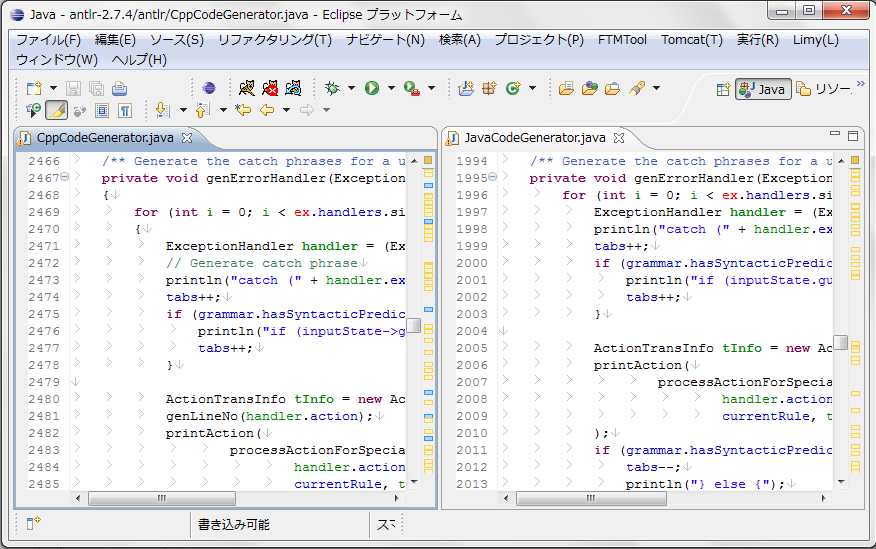 Java - antlr-2.7.4/antlr/CppCodeGenerator.java - Eclipse プラットフォーム
ファイル(F) 編集(E) ソース(S) リファクタリング(T) ナビゲート(N) 検索(A) プロジェクト(P) FTMTool Tomcat(T) 実行(R) Limy(L)
ウィンドウ(W) ヘルプ(H)
Java リソー
CppCodeGenerator.java
2466 /** Generate the catch phrases for a u
2467 private void genErrorHandler(Exception
2468 {
2469 for (int i = 0; i < ex.handlers.si
2470 {
2471 ExceptionHandler handler = (Ex
2472 // Generate catch phrase
2473 println("catch (" + handler.ex
2474 tabs++;
2475 if (grammar.hasSyntacticPredic
2476 println("if (inputState->g
2477 tabs++;
2478 }
2479
2480 ActionTransInfo tInfo = new Ac
2481 genLineNo(handler.action);
2482 printAction(
2483 processActionForSpecia
2484 handler.action
2485 currentRule, t
JavaCodeGenerator.java
1994 /** Generate the catch phrases for a u
1995 private void genErrorHandler(Exception
1996 for (int i = 0; i < ex.handlers.si
1997 ExceptionHandler handler = (Ex
1998 println("catch (" + handler.ex
1999 tabs++;
2000 if (grammar.hasSyntacticPredic
2001 println("if (inputState.gu
2002 tabs++;
2003 }
2004
2005 ActionTransInfo tInfo = new Ac
2006 printAction(
2007 processActionForSpecia
2008 handler.action
2009 currentRule, t
2010 );
2011 if (grammar.hasSyntacticPredic
2012 tabs--;
2013 println("} else {");
書き込み可能 スマ